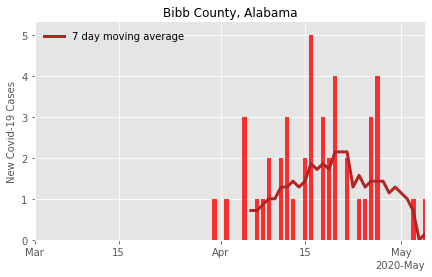 Bibb County, Alabama
7 day moving average
New Covid-19 Cases
5
4
3
2
1
0
Mar
15
Apr
15
May
2020-May